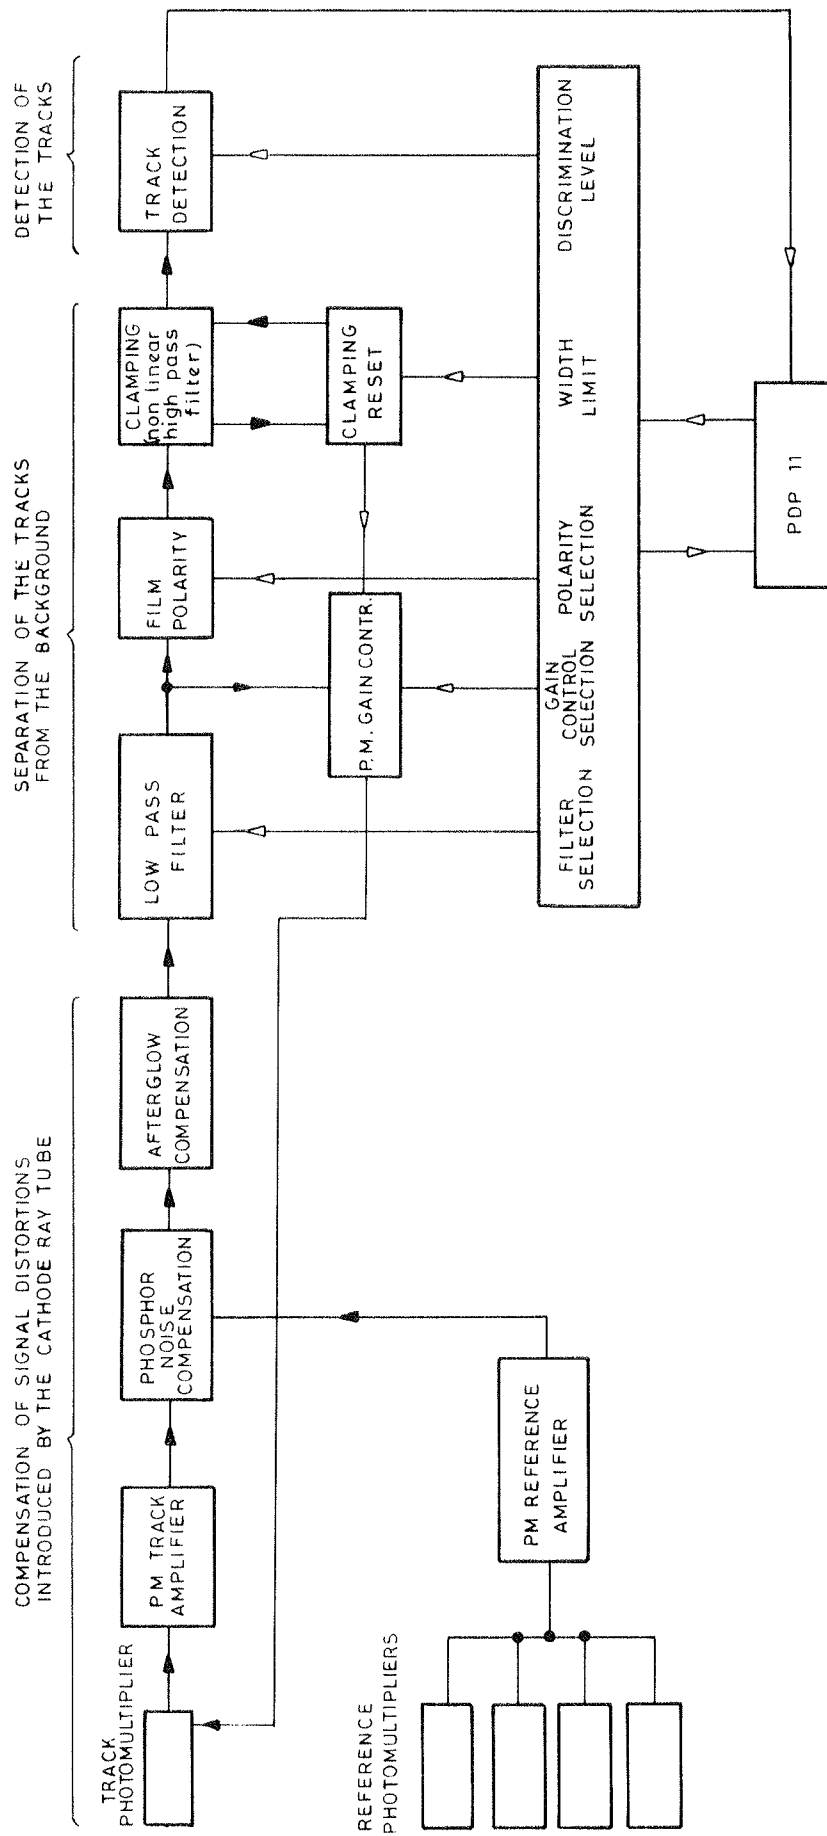 COMPENSATION OF SIGNAL DISTORTIONS
INTRODUCED BY THE CATHODE RAY TUBE
SEPARATION OF THE TRACKS
FROM THE BACKGROUND
DETECTION OF
THE TRACKS
TRACK
PHOTOMULTIPLIER
PM TRACK
AMPLIFIER
PHOSPHOR
NOISE
COMPENSATION
AFTERGLOW
COMPENSATION
LOW PASS
FILTER
FILM
POLARITY
CLAMPING
(non linear
high pass
filter)
TRACK
DETECTION
P.M. GAIN CONTR.
CLAMPING
RESET
REFERENCE
PHOTOMULTIPLIERS
PM REFERENCE
AMPLIFIER
FILTER
SELECTION
GAIN
CONTROL
SELECTION
POLARITY
SELECTION
WIDTH
LIMIT
DISCRIMINATION
LEVEL
PDP 11